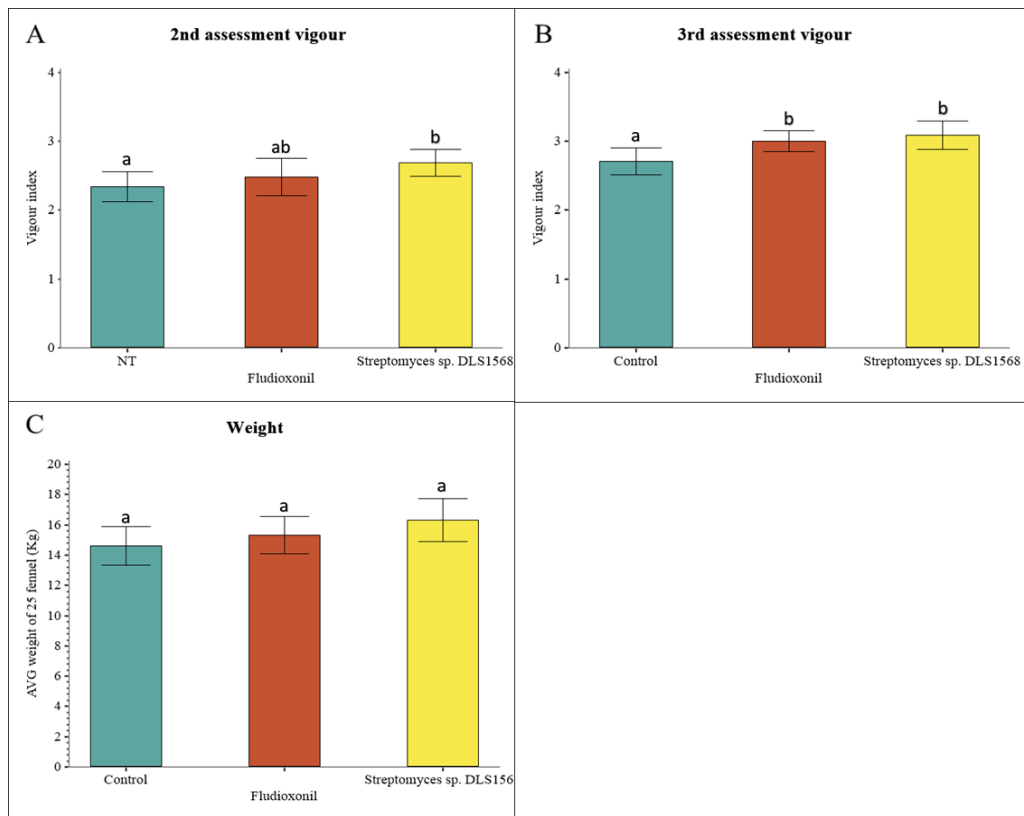 A
2nd assessment vigour
Vigour index
4
3
2
1
0
a
ab
b
NT
Fludioxonil
Streptomyces sp. DLS1568
B
3rd assessment vigour
Vigour index
4
3
2
1
0
a
b
b
Control
Fludioxonil
Streptomyces sp. DLS1568
C
Weight
AVG weight of 25 fennel (Kg)
20
18
16
14
12
10
8
6
4
2
0
a
a
a
Control
Fludioxonil
Streptomyces sp. DLS156